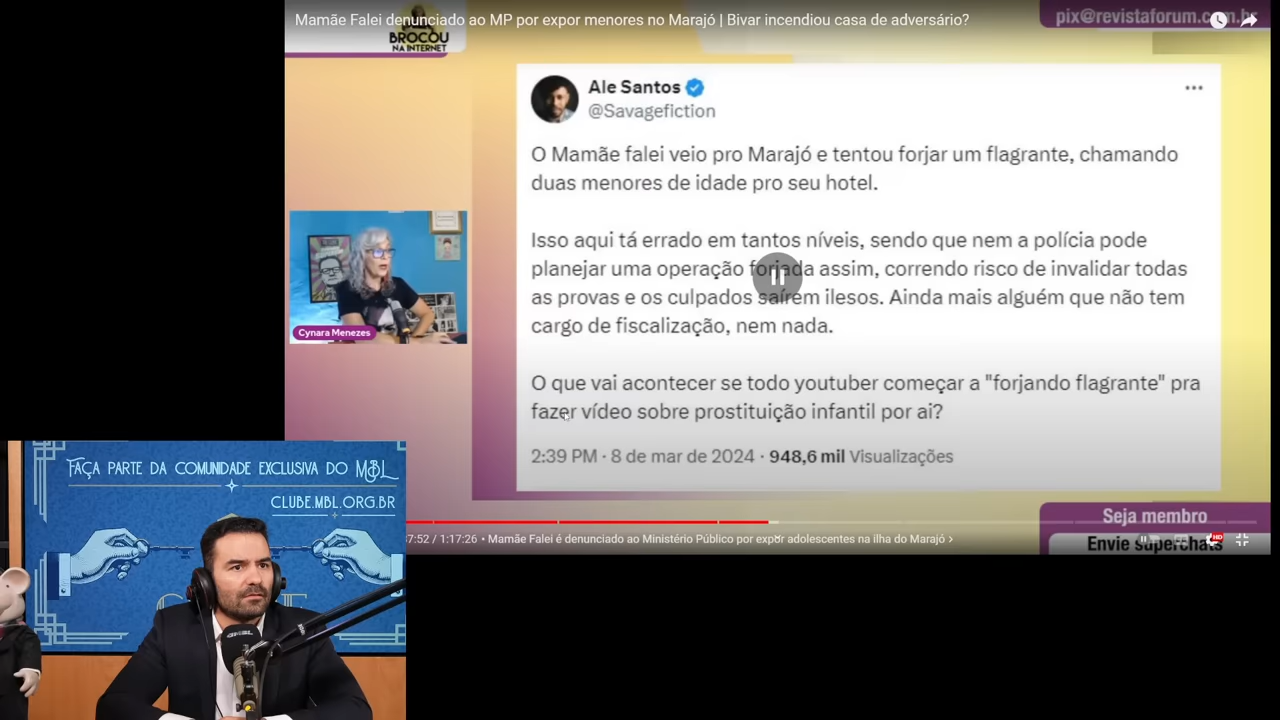 Mamãe Falei denunciado ao MP por expor menores no Marajó | Bivar incendiou casa de adversário?
pix@revistaforum.com.br
BROCOU
NA INTERNET
Ale Santos
@Savagefiction
O Mamãe falei veio pro Marajó e tentou forjar um flagrante, chamando
duas menores de idade pro seu hotel.
Isso aqui tá errado em tantos níveis, sendo que nem a polícia pode
planejar uma operação forjada assim, correndo risco de invalidar todas
as provas e os culpados saírem ilesos. Ainda mais alguém que não tem
cargo de fiscalização, nem nada.
O que vai acontecer se todo youtuber começar a "forjando flagrante" pra
fazer vídeo sobre prostituição infantil por ai?
2:39 PM · 8 de mar de 2024 · 948,6 mil Visualizações
Cynara Menezes
Seja membro
Envie superchats
7:52 / 1:17:26 • Mamãe Falei é denunciado ao Ministério Público por expor adolescentes na ilha do Marajó
HD
FAÇA PARTE DA COMUNIDADE EXCLUSIVA DO MBL
CLUBE.MBL.ORG.BR